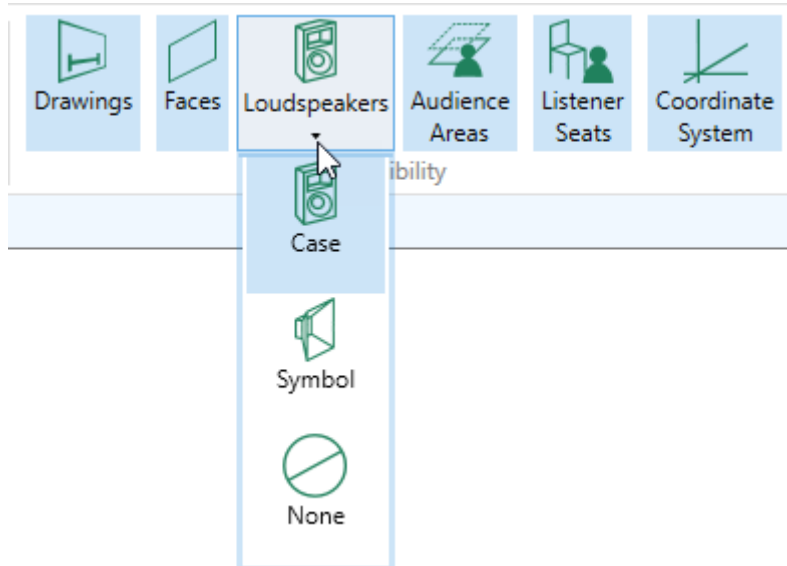 Drawings
Faces
Loudspeakers
Audience
Areas
Listener
Seats
Coordinate
System
ibility
Case
Symbol
None